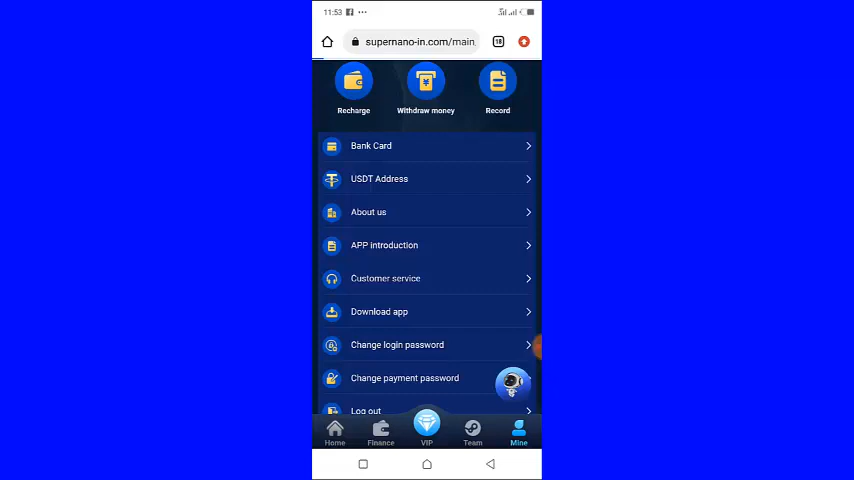 11:53
18
supernano-in.com/main
Recharge
Withdraw money
Record
Bank Card
USDT Address
About us
APP introduction
Customer service
Download app
Change login password
Change payment password
Log out
Home
Finance
VIP
Team
Mine